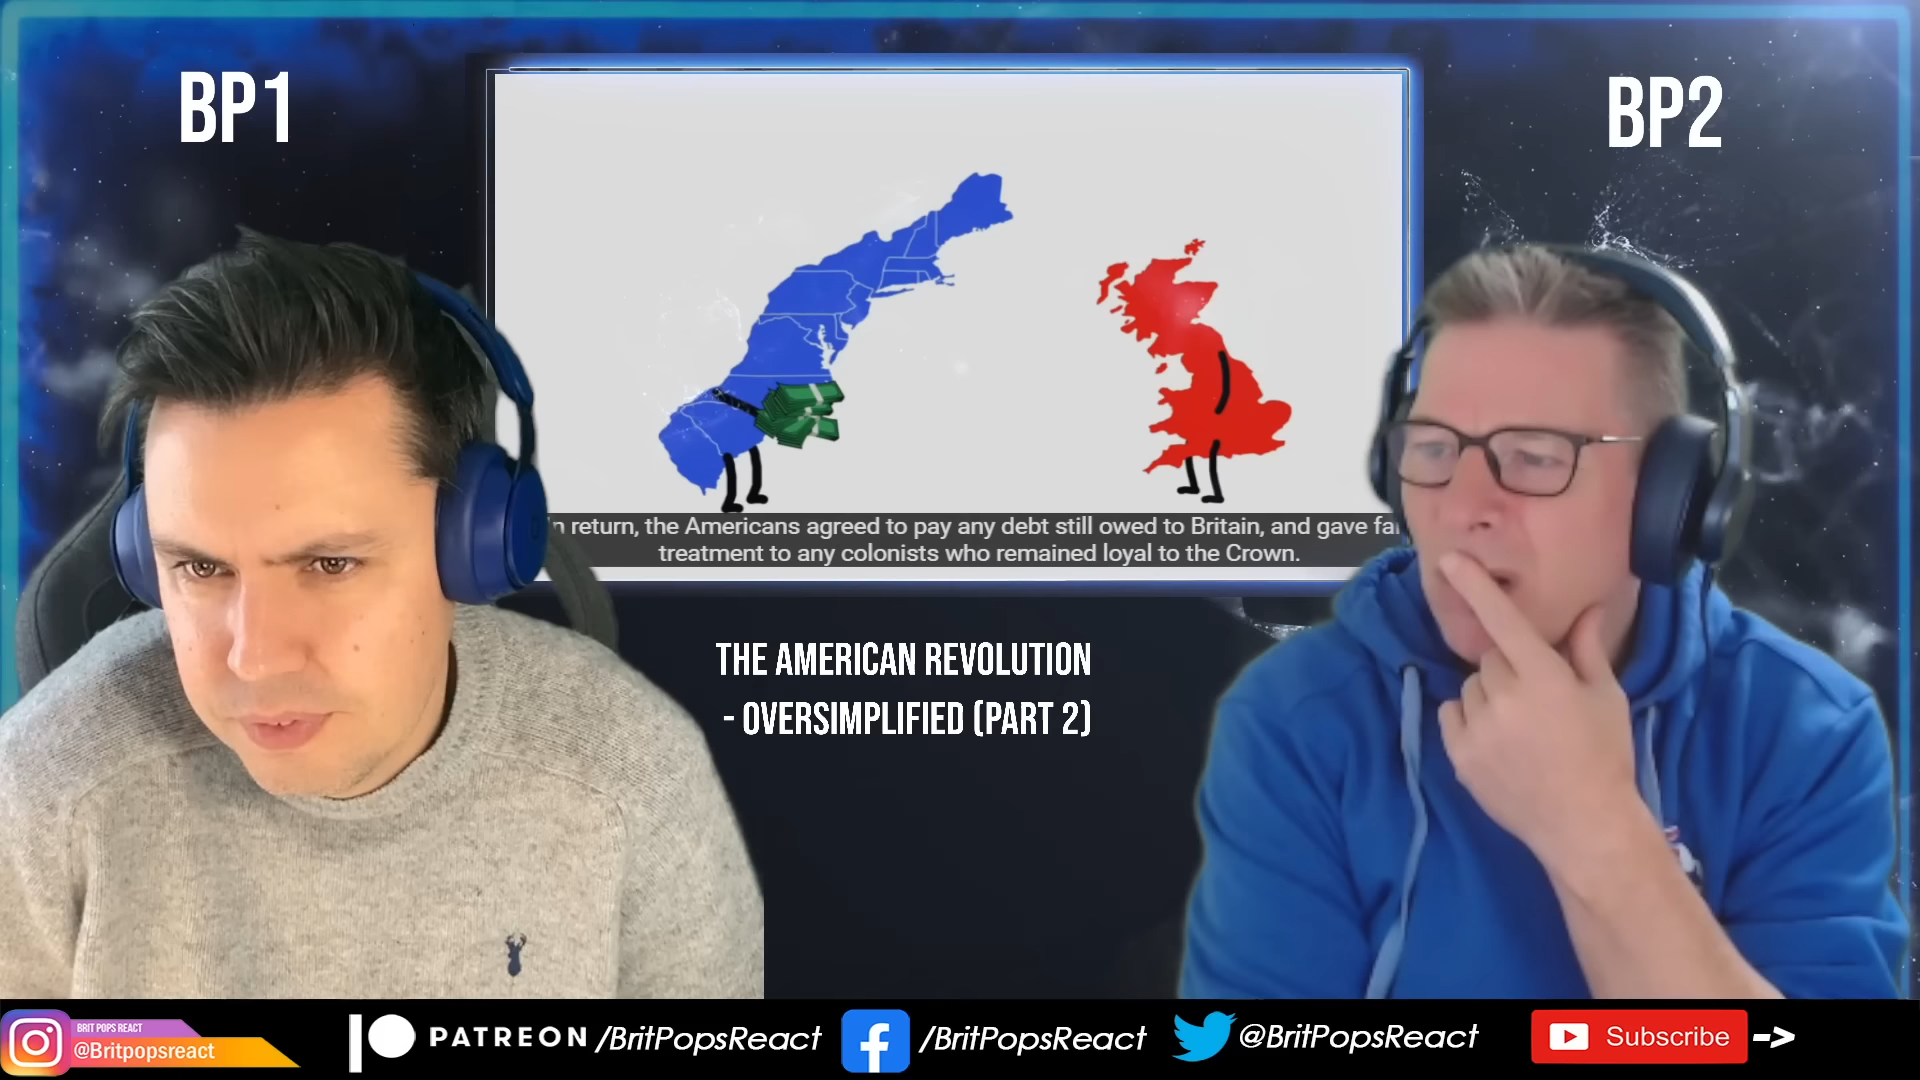 BP1
BP2
return, the Americans agreed to pay any debt still owed to Britain, and gave
treatment to any colonists who remained loyal to the Crown.
THE AMERICAN REVOLUTION
- OVERSIMPLIFIED (PART 2)
BRIT POPS REACT
@Britpopsreact
PATREON /BritPopsReact
/BritPopsReact
@BritPopsReact
Subscribe